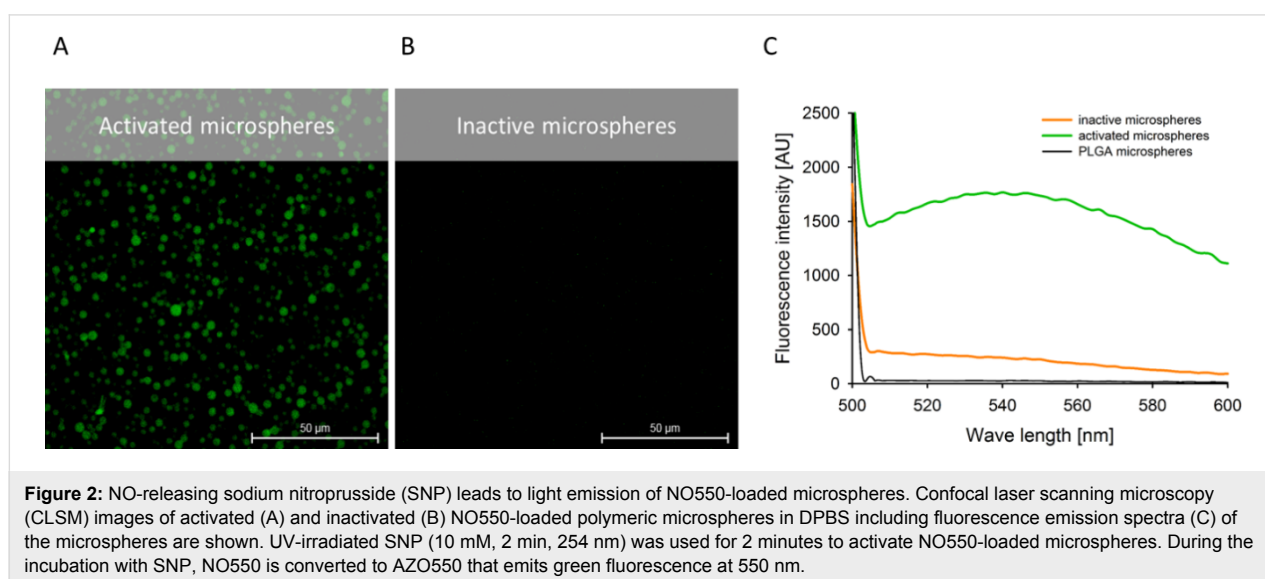 A
B
C
Activated microspheres
Inactive microspheres
50 µm
50 µm
2500
2000
1500
1000
500
0
Fluorescence intensity [AU]
inactive microspheres
activated microspheres
PLGA microspheres
500 520 540 560 580 600
Wave length [nm]
Figure 2: NO-releasing sodium nitroprusside (SNP) leads to light emission of NO550-loaded microspheres. Confocal laser scanning microscopy
(CLSM) images of activated (A) and inactivated (B) NO550-loaded polymeric microspheres in DPBS including fluorescence emission spectra (C) of
the microspheres are shown. UV-irradiated SNP (10 mM, 2 min, 254 nm) was used for 2 minutes to activate NO550-loaded microspheres. During the
incubation with SNP, NO550 is converted to AZO550 that emits green fluorescence at 550 nm.